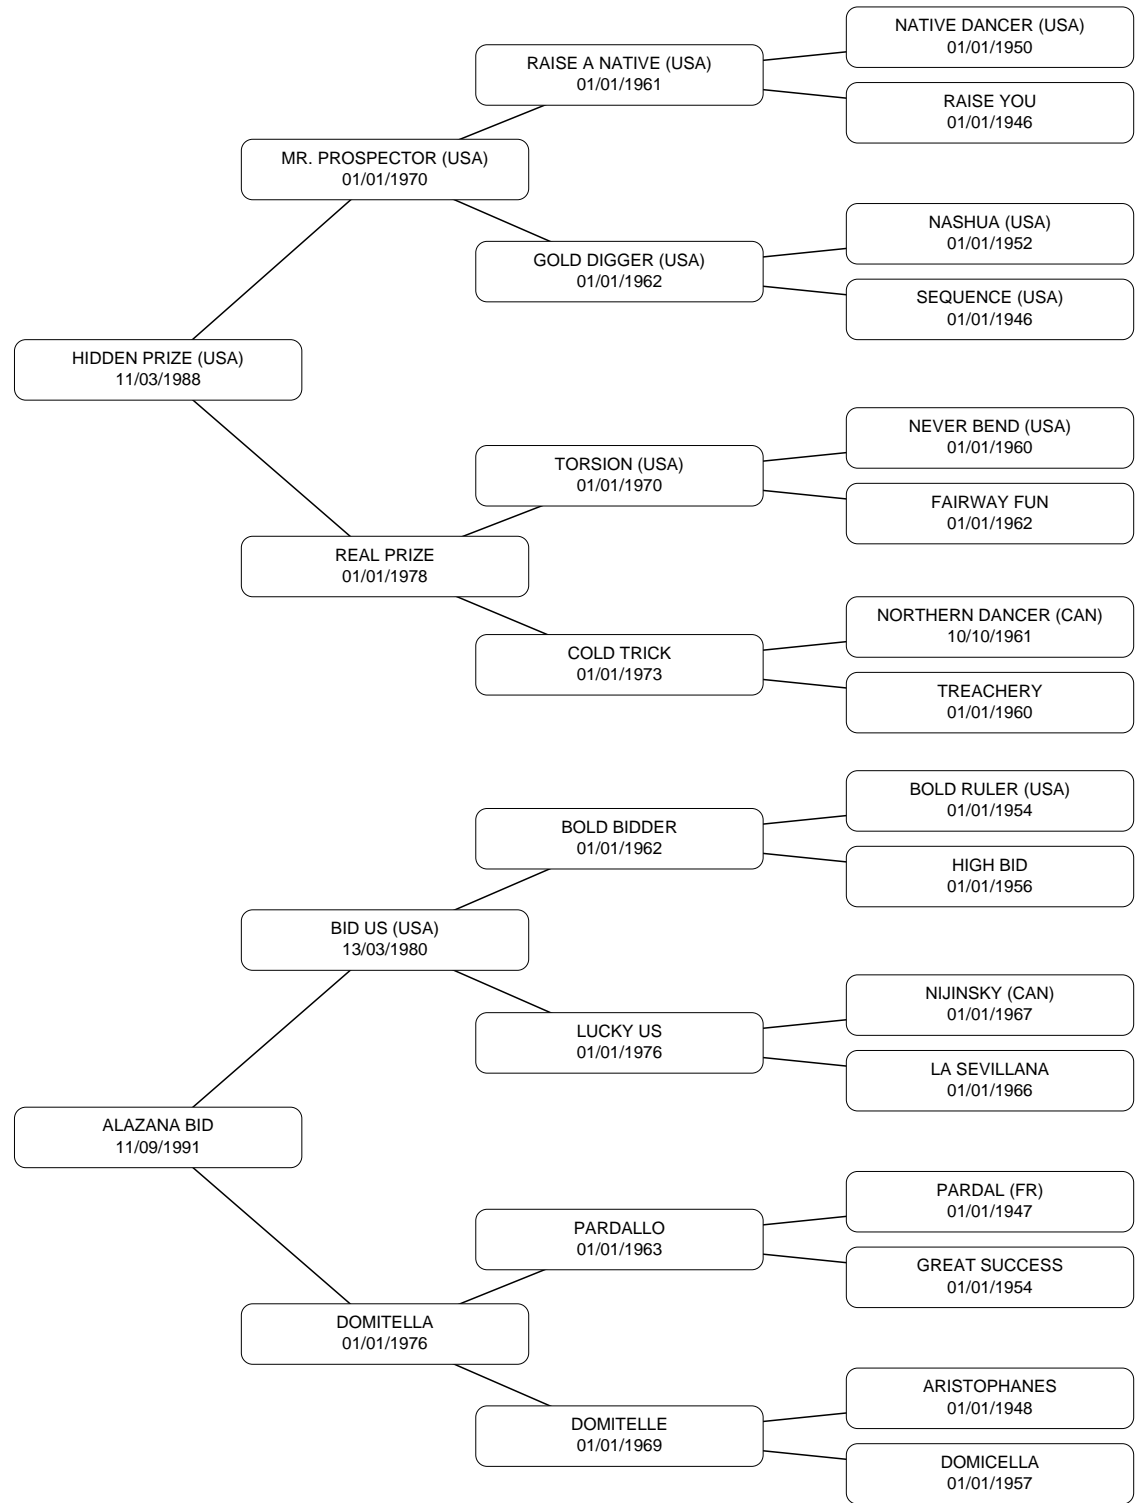 NATIVE DANCER (USA)
01/01/1950
RAISE A NATIVE (USA)
01/01/1961
RAISE YOU
01/01/1946
MR. PROSPECTOR (USA)
01/01/1970
NASHUA (USA)
01/01/1952
GOLD DIGGER (USA)
01/01/1962
SEQUENCE (USA)
01/01/1946
HIDDEN PRIZE (USA)
11/03/1988
NEVER BEND (USA)
01/01/1960
TORSION (USA)
01/01/1970
FAIRWAY FUN
01/01/1962
REAL PRIZE
01/01/1978
NORTHERN DANCER (CAN)
10/10/1961
COLD TRICK
01/01/1973
TREACHERY
01/01/1960
BOLD RULER (USA)
01/01/1954
BOLD BIDDER
01/01/1962
HIGH BID
01/01/1956
BID US (USA)
13/03/1980
NIJINSKY (CAN)
01/01/1967
LUCKY US
01/01/1976
LA SEVILLANA
01/01/1966
ALAZANA BID
11/09/1991
PARDAL (FR)
01/01/1947
PARDALLO
01/01/1963
GREAT SUCCESS
01/01/1954
DOMITELLA
01/01/1976
ARISTOPHANES
01/01/1948
DOMITELLE
01/01/1969
DOMICELLA
01/01/1957